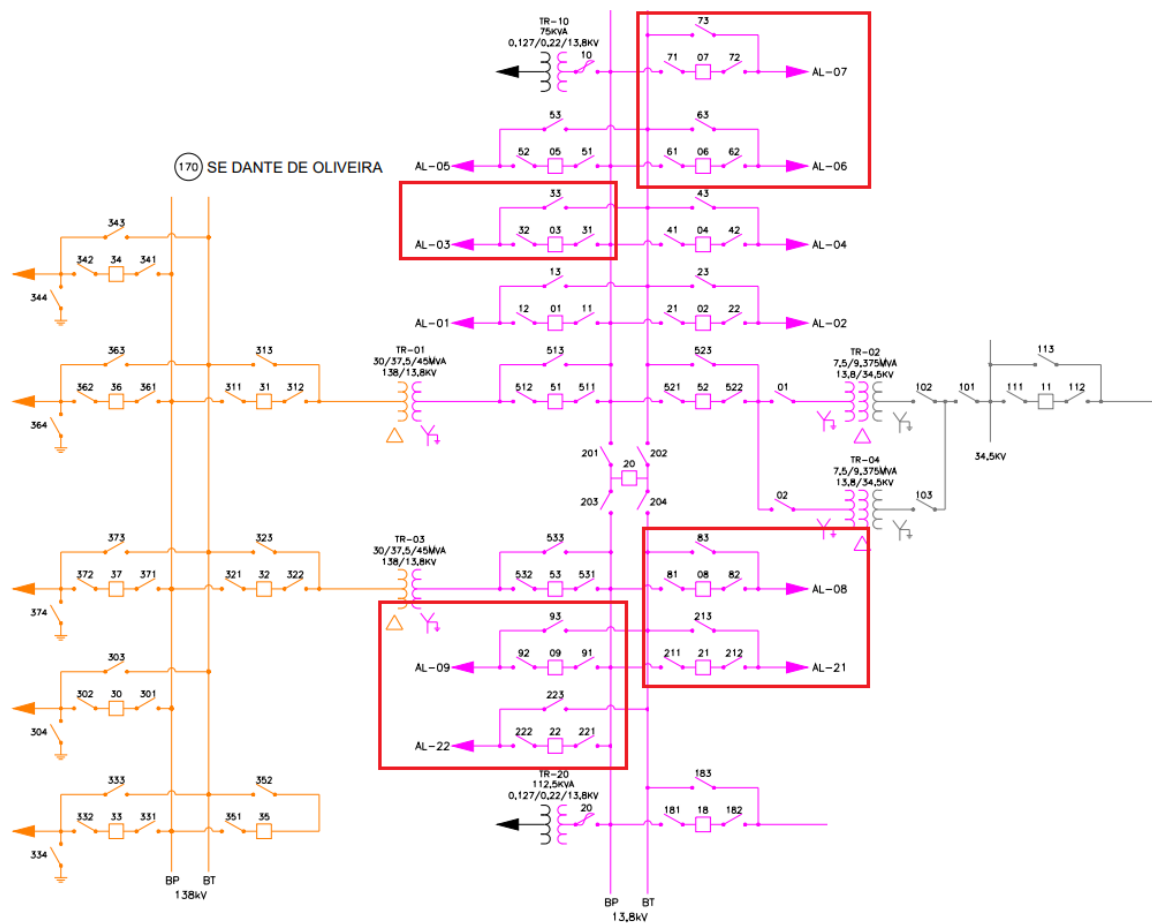 TR-10
75KVA
0,127/0,22/13,8KV
10
73
71 07 72
AL-07
53
63
AL-05
52 05 51
61 06 62
AL-06
170 SE DANTE DE OLIVEIRA
33
43
AL-03
32 03 31
41 04 42
AL-04
343
342 34 341
344
13
23
AL-01
12 01 11
21 02 22
AL-02
363
313
TR-01
30/37,5/45MVA
138/13,8KV
513
523
TR-02
7,5/9,375MVA
13,8/34,5KV
113
362 36 361
311 31 312
512 51 511
521 52 522
01
102
101
111 11 112
364
34,5KV
201
20
202
203
204
TR-04
7,5/9,375MVA
13,8/34,5KV
02
103
373
323
TR-03
30/37,5/45MVA
138/13,8KV
533
83
372 37 371
321 32 322
532 53 531
81 08 82
AL-08
374
93
213
AL-09
92 09 91
211 21 212
AL-21
303
302 30 301
304
223
AL-22
222 22 221
TR-20
112,5KVA
0,127/0,22/13,8KV
20
183
181 18 182
333
352
332 33 331
351 35
334
BP BT
138kV
BP BT
13,8kV